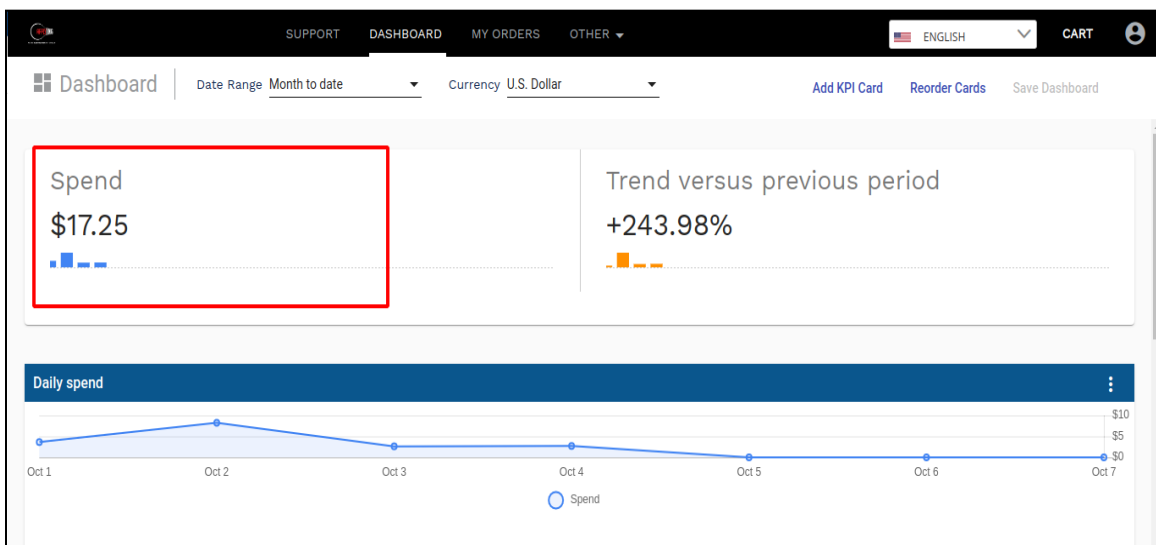 SUPPORT DASHBOARD MY ORDERS OTHER ENGLISH CART
Dashboard Date Range Month to date Currency U.S. Dollar Add KPI Card Reorder Cards Save Dashboard
Spend Trend versus previous period
$17.25 +243.98%
Daily spend
$10
$5
$0
Oct 1 Oct 2 Oct 3 Oct 4 Oct 5 Oct 6 Oct 7
Spend